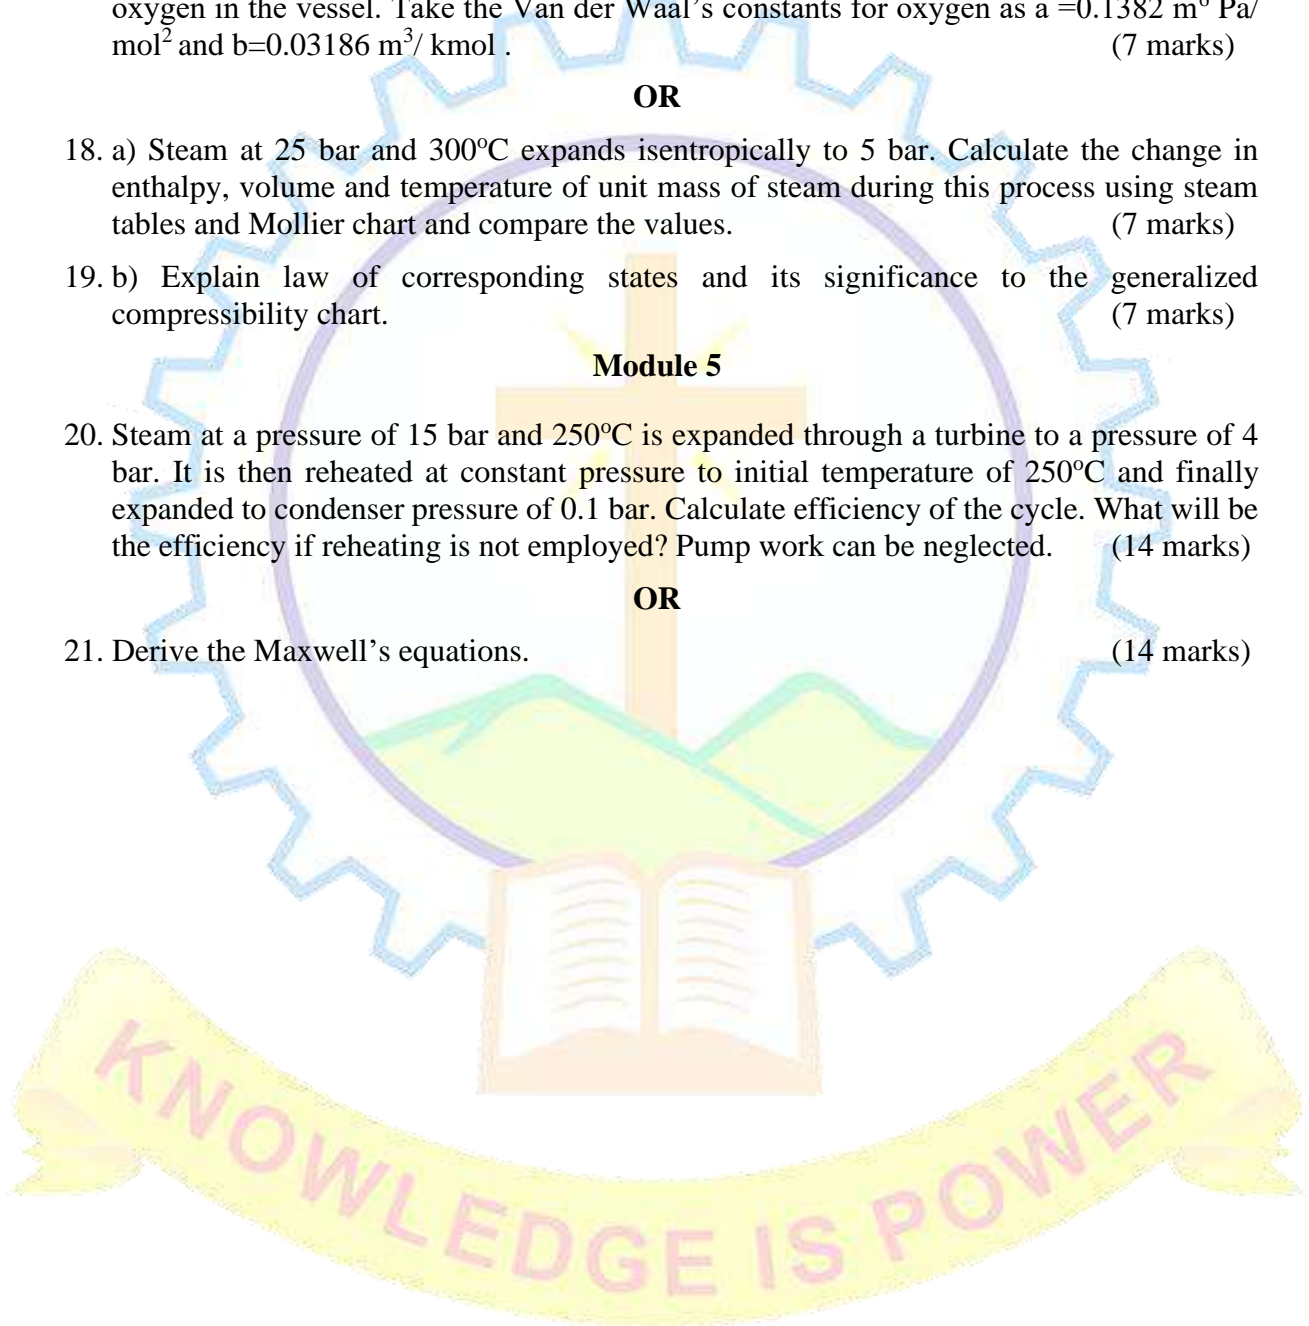 oxygen in the vessel. Take the Van der Waal's constants for oxygen as a =0.1382 m⁶ Pa/
mol² and b=0.03186 m³/ kmol . (7 marks)
OR
18. a) Steam at 25 bar and 300°C expands isentropically to 5 bar. Calculate the change in
enthalpy, volume and temperature of unit mass of steam during this process using steam
tables and Mollier chart and compare the values. (7 marks)
19. b) Explain law of corresponding states and its significance to the generalized
compressibility chart. (7 marks)
Module 5
20. Steam at a pressure of 15 bar and 250°C is expanded through a turbine to a pressure of 4
bar. It is then reheated at constant pressure to initial temperature of 250°C and finally
expanded to condenser pressure of 0.1 bar. Calculate efficiency of the cycle. What will be
the efficiency if reheating is not employed? Pump work can be neglected. (14 marks)
OR
21. Derive the Maxwell's equations. (14 marks)
KNOWLEDGE IS POWER